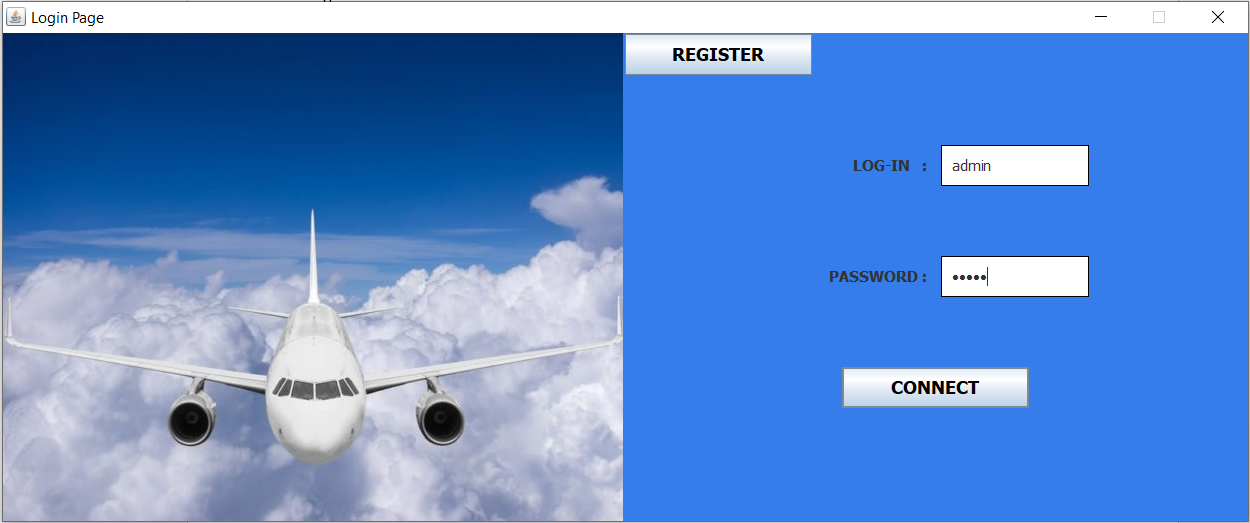 Login Page
REGISTER
LOG-IN : admin
PASSWORD : •••••
CONNECT